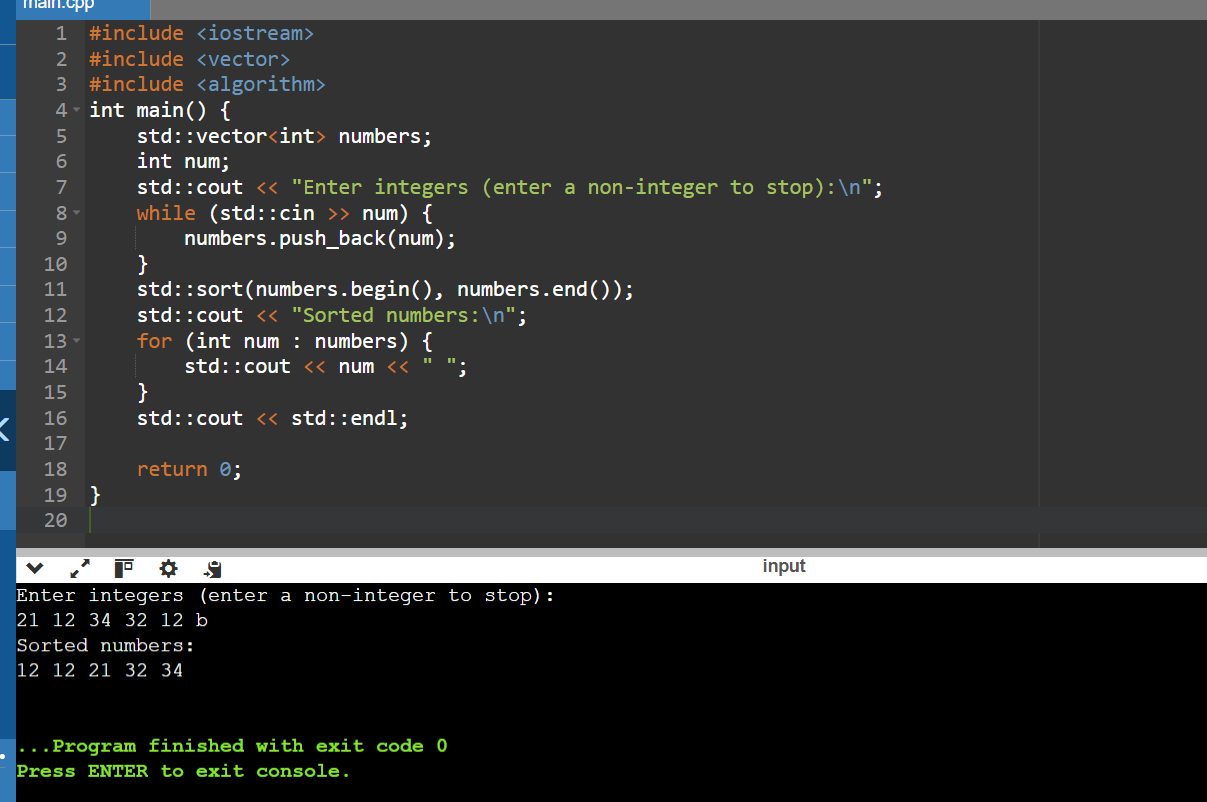 main.cpp
1 #include <iostream>
2 #include <vector>
3 #include <algorithm>
4 int main() {
5     std::vector<int> numbers;
6     int num;
7     std::cout << "Enter integers (enter a non-integer to stop):\n";
8     while (std::cin >> num) {
9         numbers.push_back(num);
10     }
11     std::sort(numbers.begin(), numbers.end());
12     std::cout << "Sorted numbers:\n";
13     for (int num : numbers) {
14         std::cout << num << " ";
15     }
16     std::cout << std::endl;
17
18     return 0;
19 }
20
input
Enter integers (enter a non-integer to stop):
21 12 34 32 12 b
Sorted numbers:
12 12 21 32 34
...Program finished with exit code 0
Press ENTER to exit console.